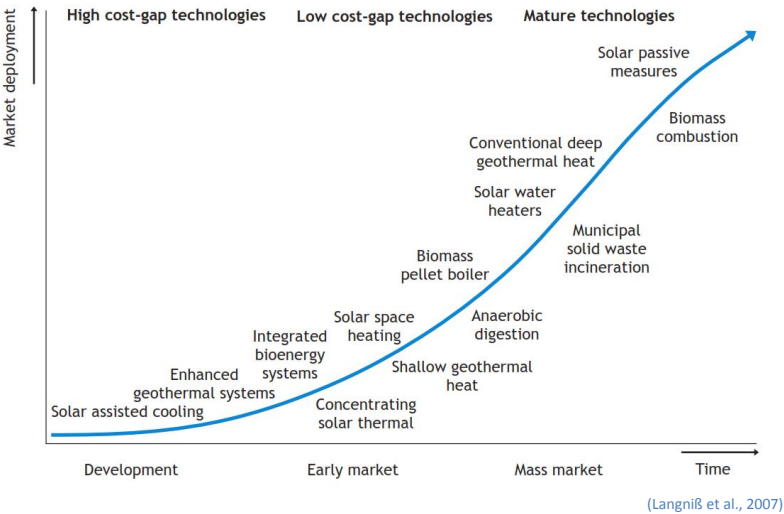 Market deployment
High cost-gap technologies
Low cost-gap technologies
Mature technologies
Solar passive
measures
Biomass
combustion
Conventional deep
geothermal heat
Solar water
heaters
Municipal
solid waste
incineration
Biomass
pellet boiler
Anaerobic
digestion
Solar space
heating
Integrated
bioenergy
systems
Shallow geothermal
heat
Enhanced
geothermal systems
Concentrating
solar thermal
Solar assisted cooling
Development
Early market
Mass market
Time
(Langniß et al., 2007)